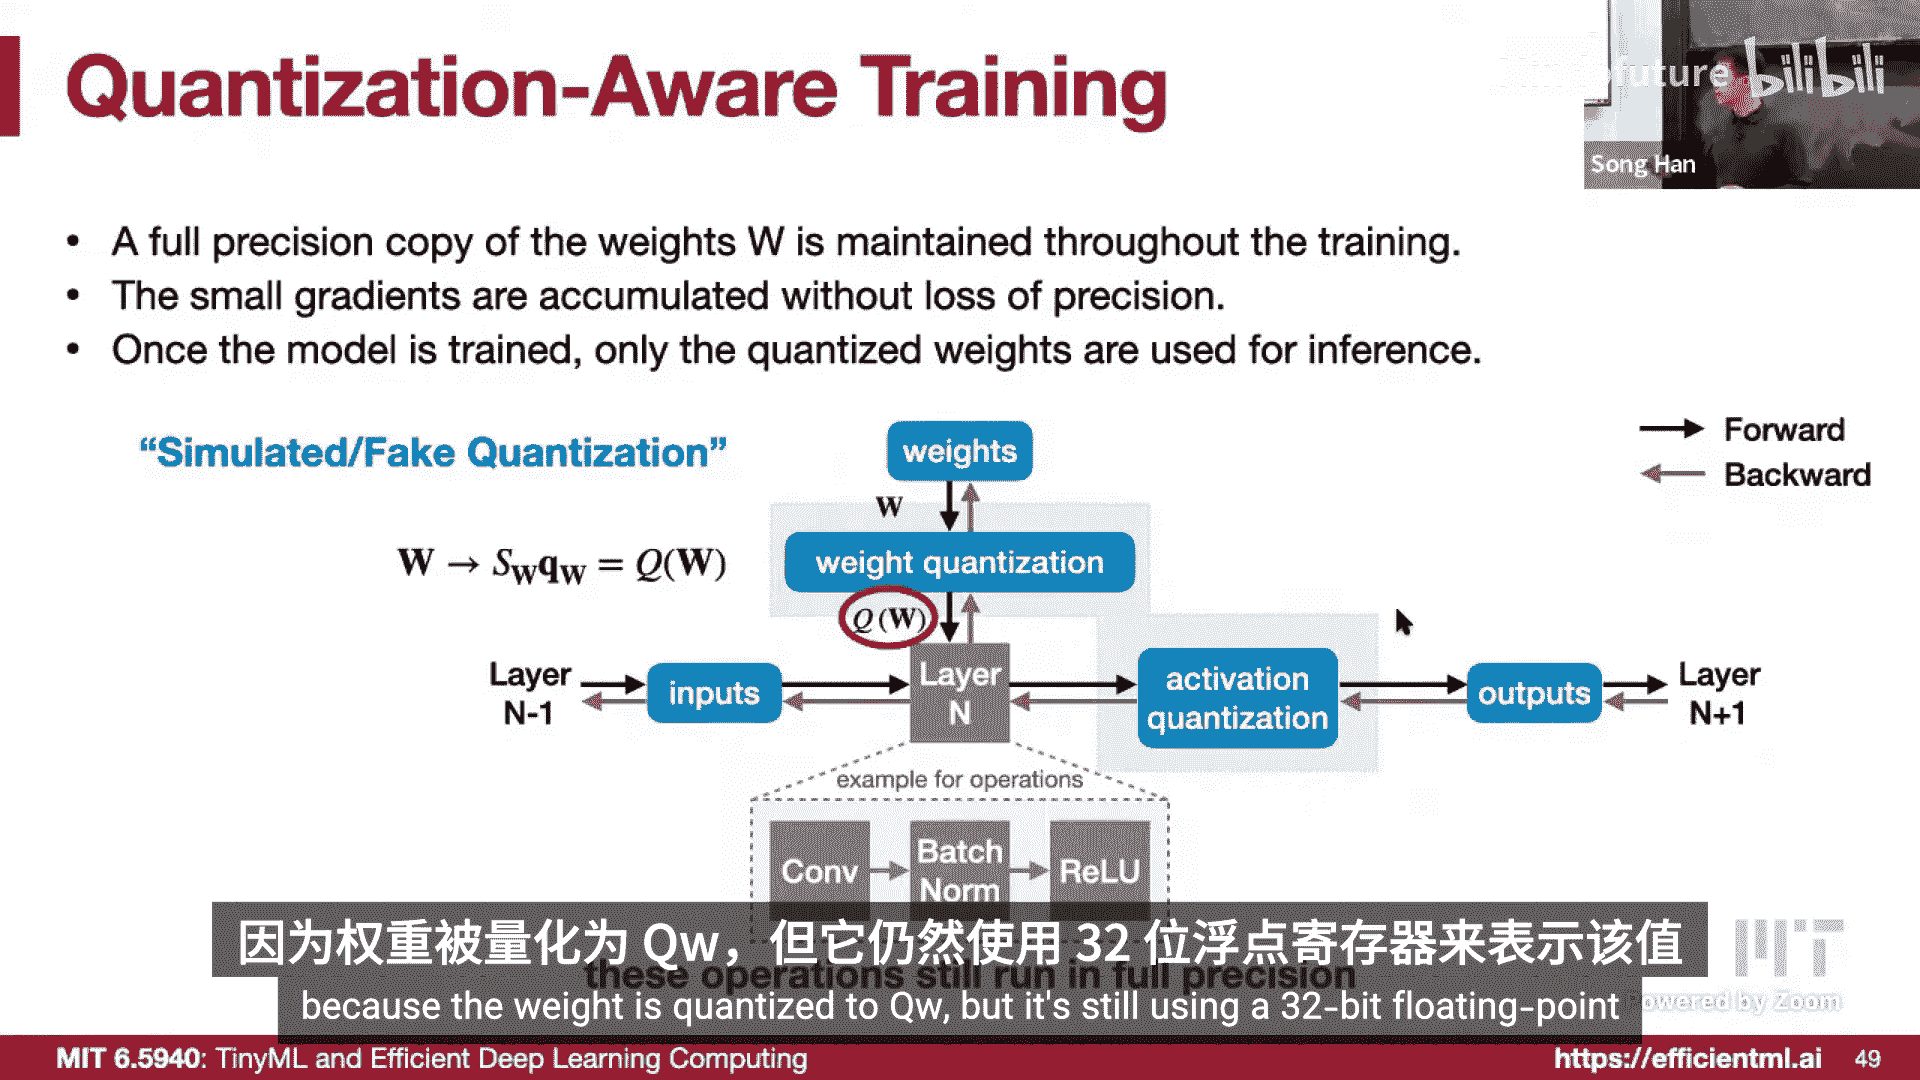 Quantization-Aware Training
future
bilibili
Song Han
• A full precision copy of the weights W is maintained throughout the training.
• The small gradients are accumulated without loss of precision.
• Once the model is trained, only the quantized weights are used for inference.
“Simulated/Fake Quantization”
weights
Forward
Backward
W
W → S_W q_W = Q(W)
weight quantization
Q (W)
Layer
N-1
inputs
Layer
N
activation
quantization
outputs
Layer
N+1
example for operations
Conv
Batch
Norm
ReLU
因为权重被量化为 Qw，但它仍然使用 32 位浮点寄存器来表示该值
these operations still run in full precision
because the weight is quantized to Qw, but it's still using a 32-bit floating-point
MIT
Powered by Zoom
MIT 6.5940: TinyML and Efficient Deep Learning Computing
https://efficientml.ai
49